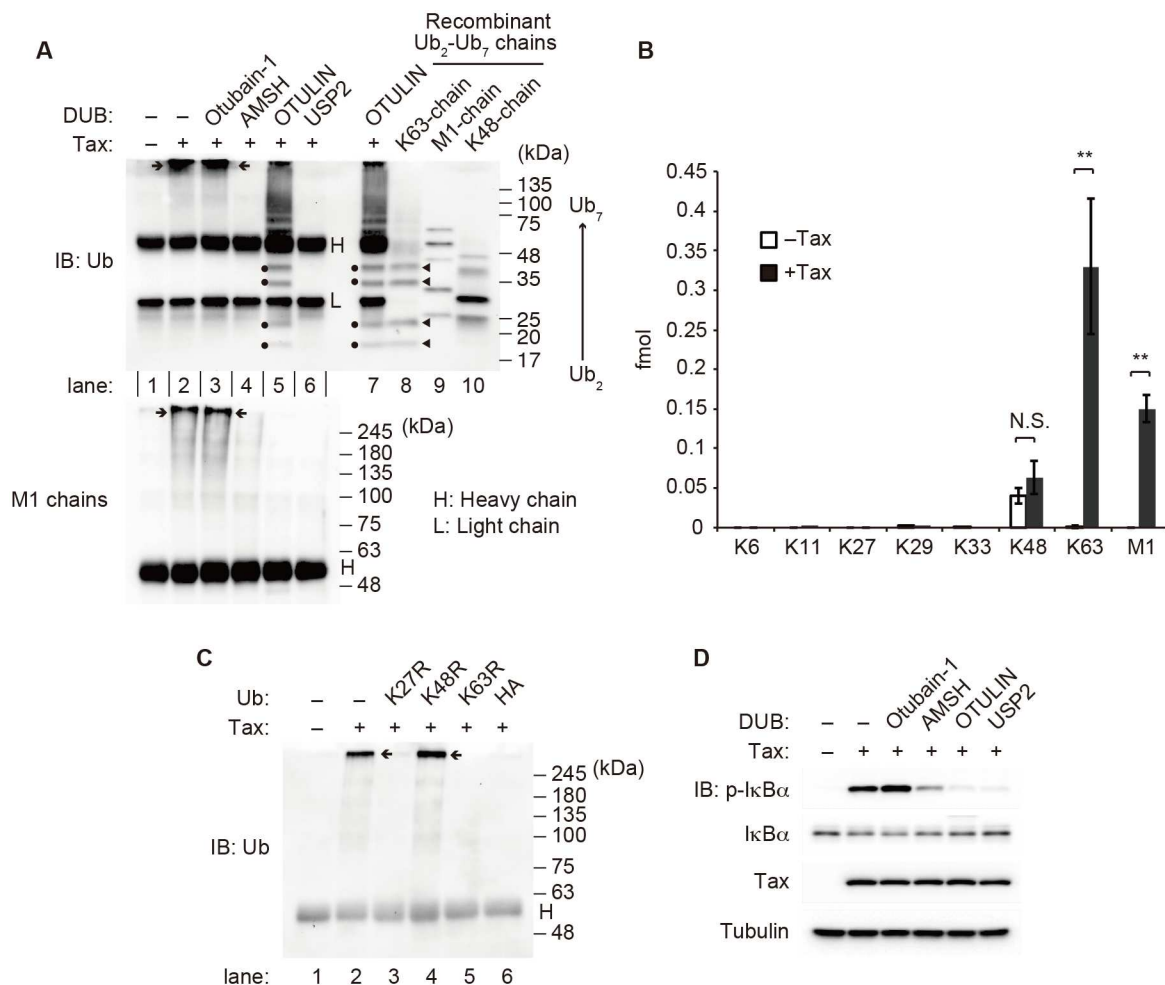 A
Recombinant
Ub2-Ub7 chains
DUB: – – Otubain-1 AMSH OTULIN USP2 OTULIN K63-chain M1-chain K48-chain
Tax: – + + + + + +
(kDa)
135
100
75
48
35
25
20
17
Ub7
Ub2
IB: Ub
H
L
lane: 1 2 3 4 5 6 7 8 9 10
M1 chains
(kDa)
245
180
135
100
75
63
48
H
H: Heavy chain
L: Light chain
B
fmol
0.45
0.4
0.35
0.3
0.25
0.2
0.15
0.1
0.05
0
–Tax
+Tax
N.S.
**
**
K6 K11 K27 K29 K33 K48 K63 M1
C
Ub: – – K27R K48R K63R HA
Tax: – + + + + +
(kDa)
245
180
135
100
75
63
48
IB: Ub
H
lane: 1 2 3 4 5 6
D
DUB: – – Otubain-1 AMSH OTULIN USP2
Tax: – + + + + +
IB: p-IκBα
IκBα
Tax
Tubulin